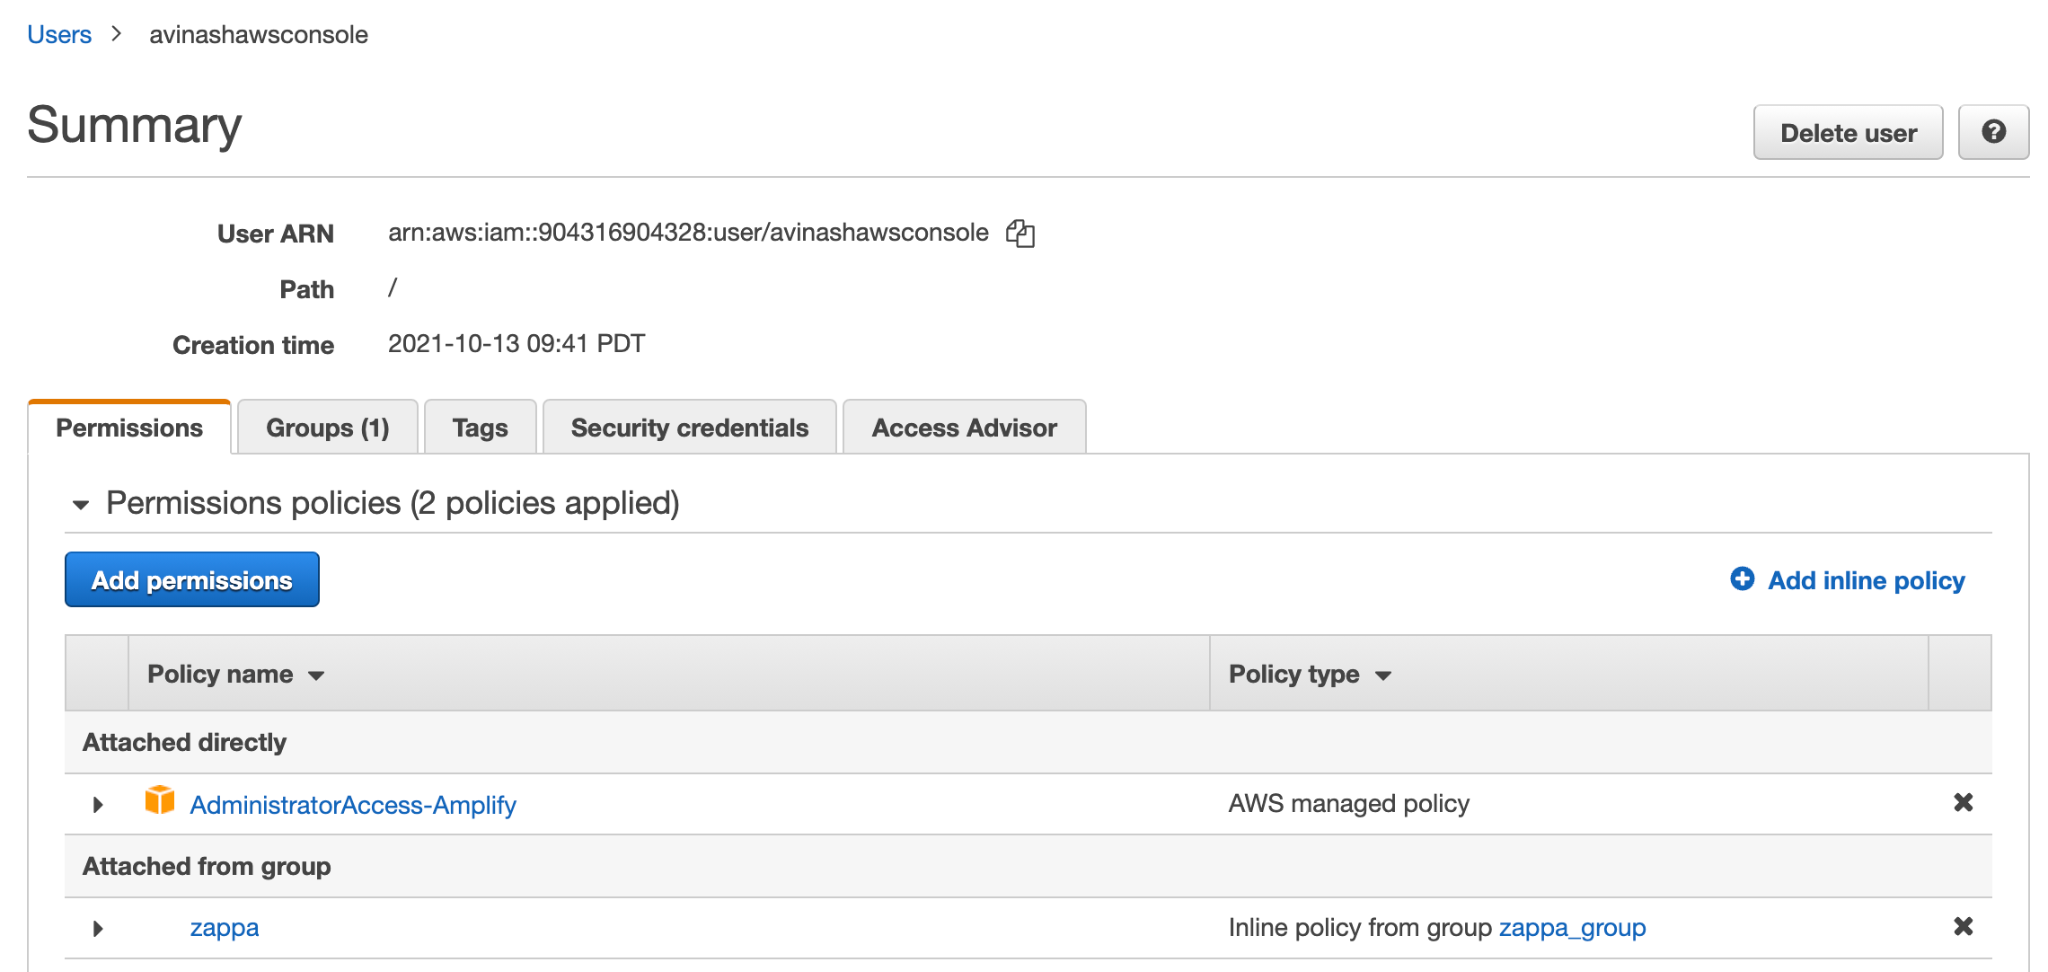 Users > avinashawsconsole
Summary
Delete user
User ARN arn:aws:iam::904316904328:user/avinashawsconsole
Path /
Creation time 2021-10-13 09:41 PDT
Permissions Groups (1) Tags Security credentials Access Advisor
Permissions policies (2 policies applied)
Add permissions Add inline policy
Policy name Policy type
Attached directly
AdministratorAccess-Amplify AWS managed policy
Attached from group
zappa Inline policy from group zappa_group